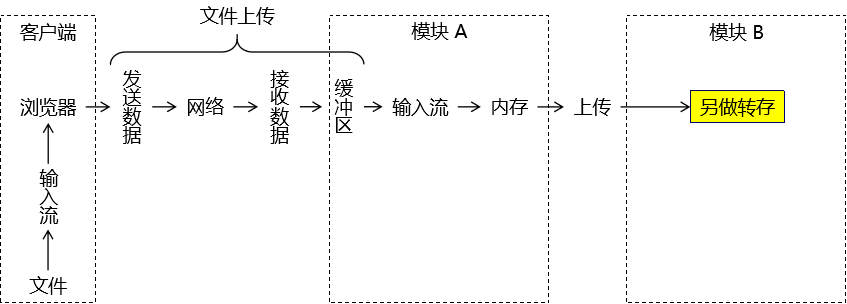 文件上传
客户端
模块 A
模块 B
浏览器
发送数据
网络
接收数据
缓冲区
输入流
内存
上传
另做转存
输入流
文件